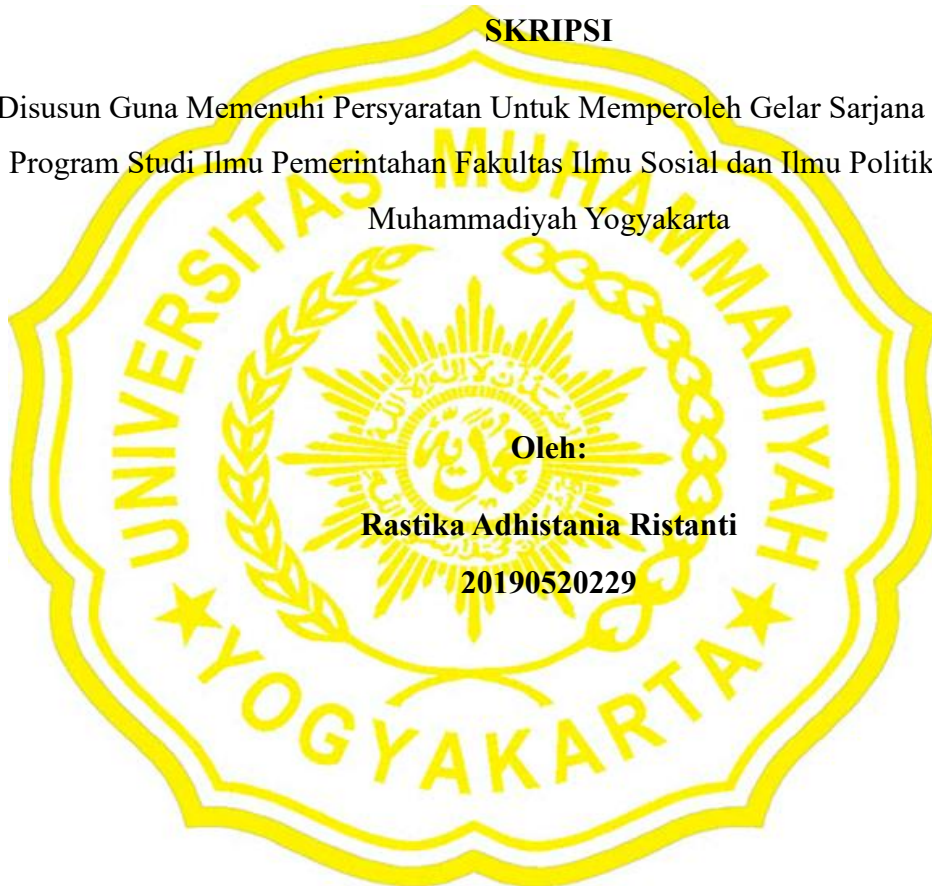 SKRIPSI
Disusun Guna Memenuhi Persyaratan Untuk Memperoleh Gelar Sarjana
Program Studi Ilmu Pemerintahan Fakultas Ilmu Sosial dan Ilmu Politik
Muhammadiyah Yogyakarta
UNIVERSITAS MUHAMMADIYAH
Oleh:
Rastika Adhistania Ristanti
20190520229
★ YOGYAKARTA ★